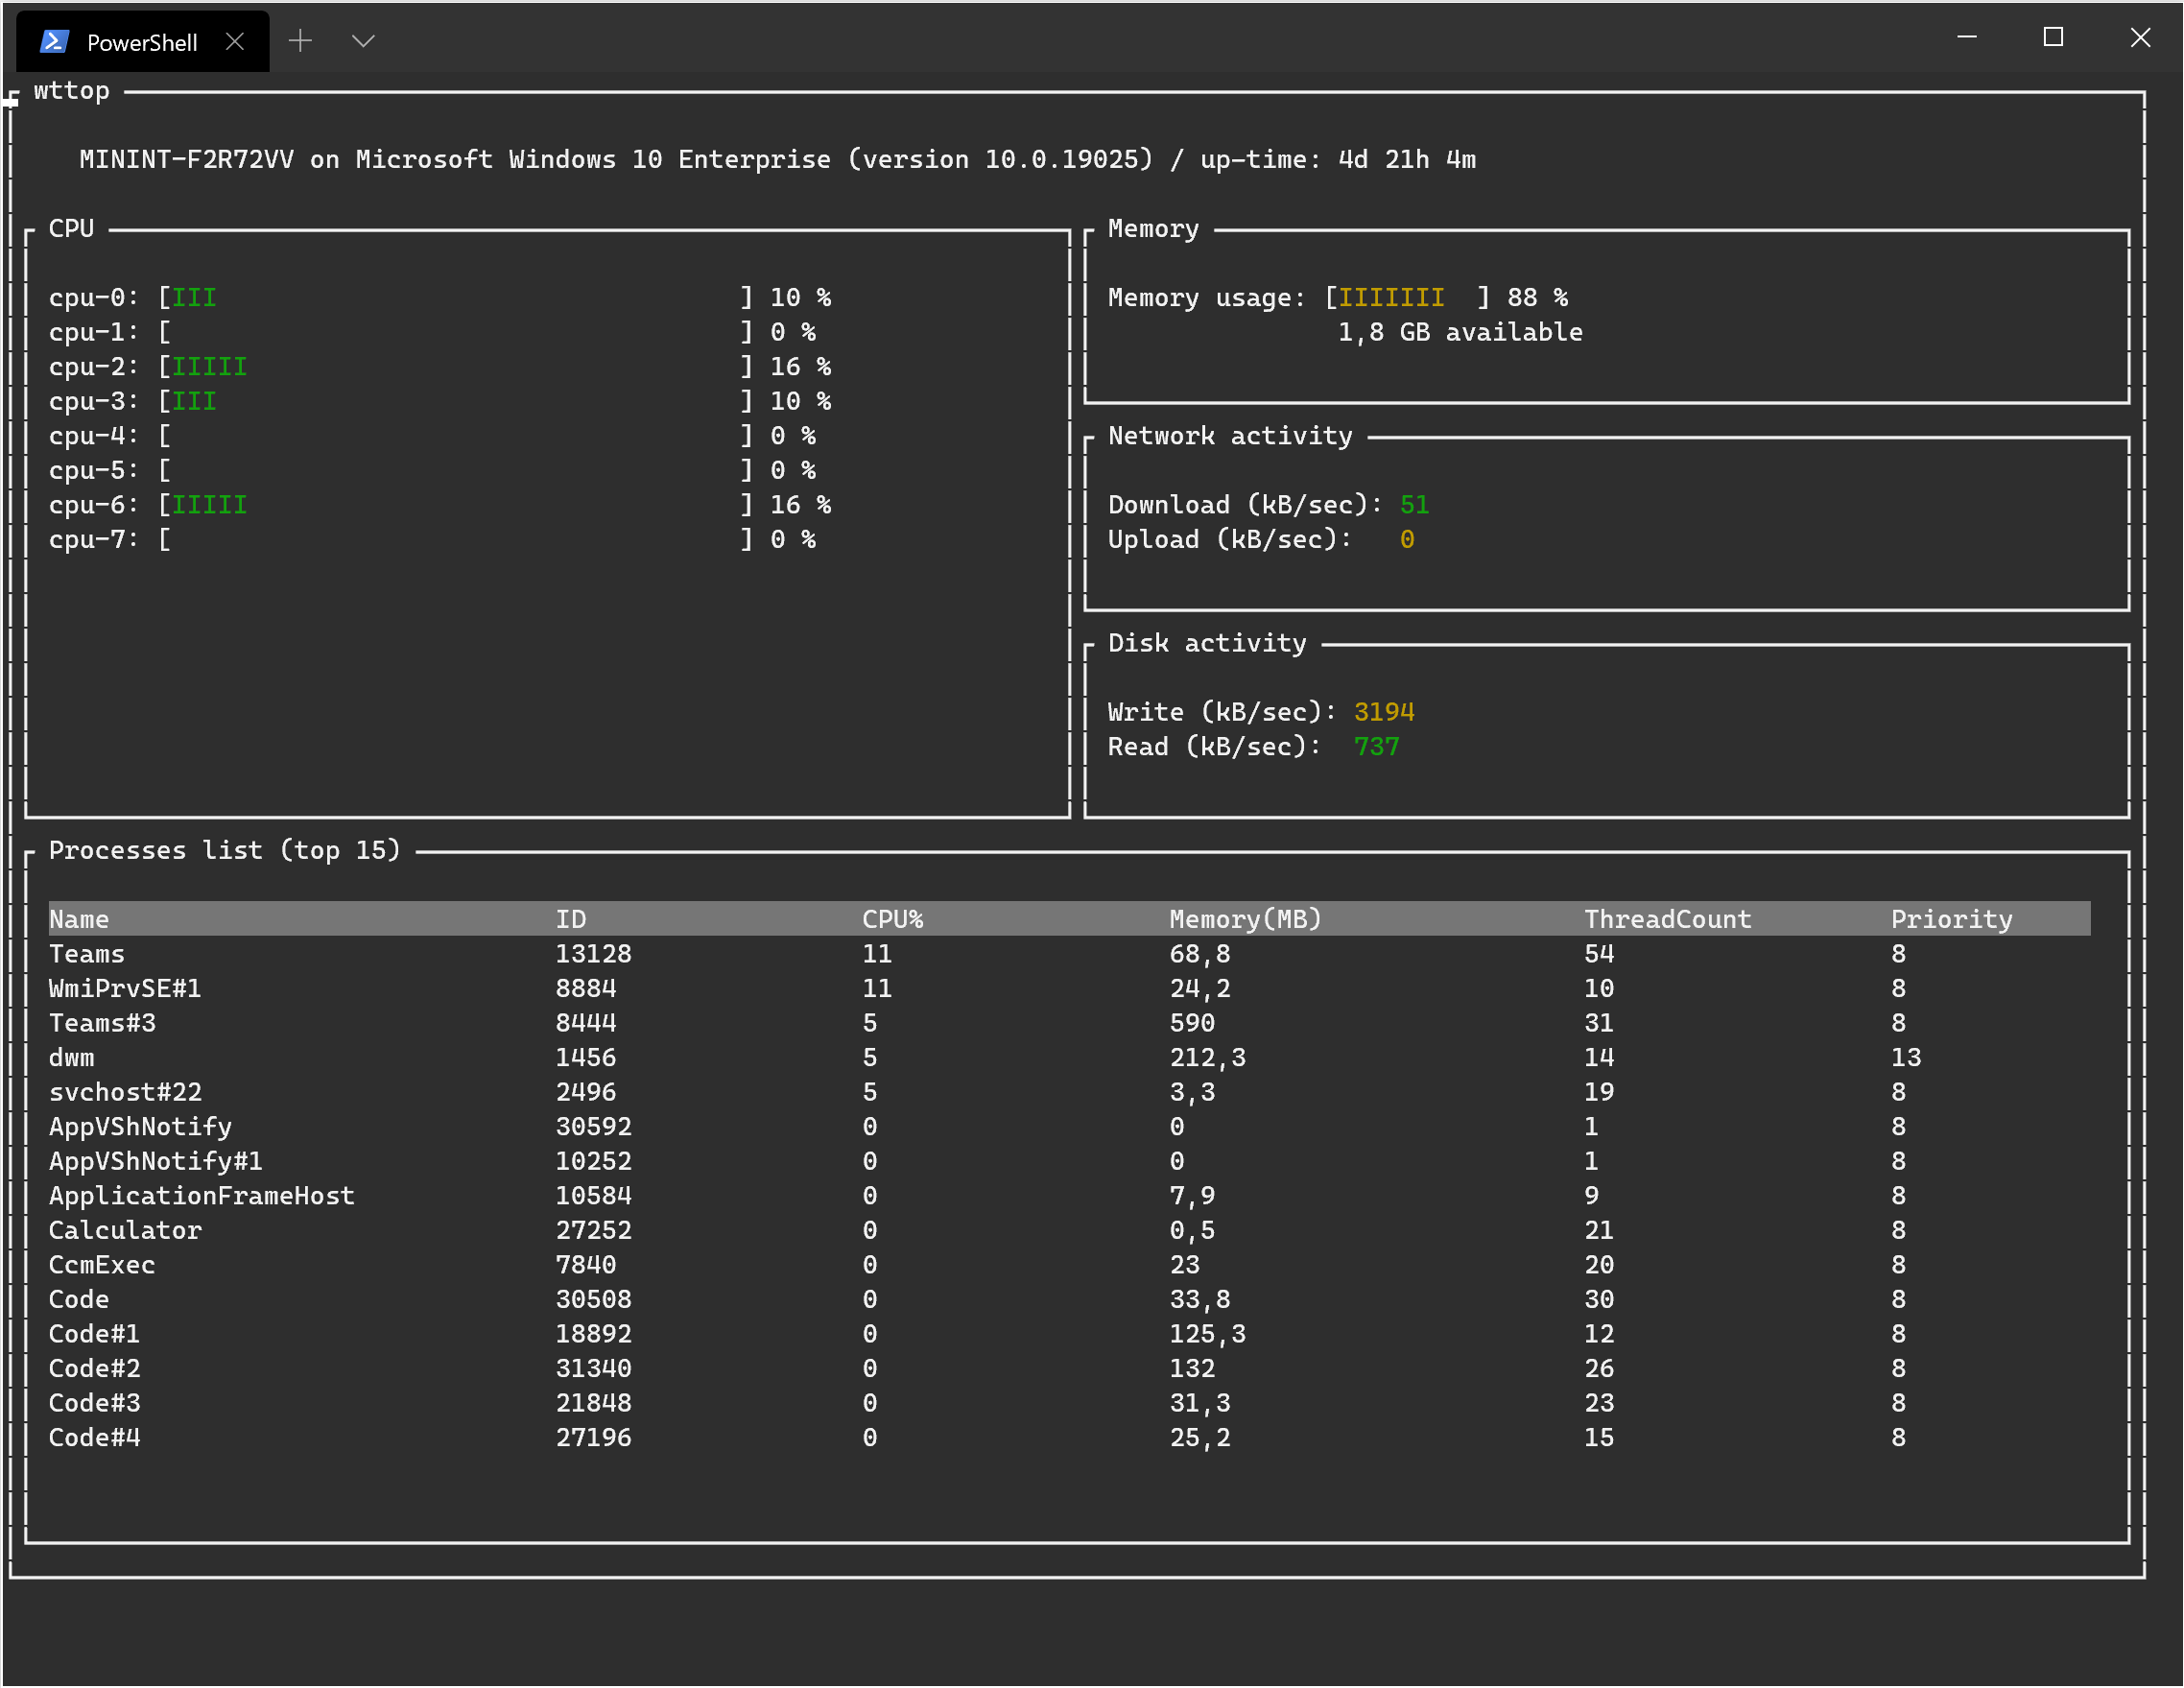 PowerShell
wttop
MININT-F2R72VV on Microsoft Windows 10 Enterprise (version 10.0.19025) / up-time: 4d 21h 4m
CPU
cpu-0: [III ] 10 %
cpu-1: [ ] 0 %
cpu-2: [IIIII ] 16 %
cpu-3: [III ] 10 %
cpu-4: [ ] 0 %
cpu-5: [ ] 0 %
cpu-6: [IIIII ] 16 %
cpu-7: [ ] 0 %
Memory
Memory usage: [IIIIIII ] 88 %
1,8 GB available
Network activity
Download (kB/sec): 51
Upload (kB/sec): 0
Disk activity
Write (kB/sec): 3194
Read (kB/sec): 737
Processes list (top 15)
Name ID CPU% Memory(MB) ThreadCount Priority
Teams 13128 11 68,8 54 8
WmiPrvSE#1 8884 11 24,2 10 8
Teams#3 8444 5 590 31 8
dwm 1456 5 212,3 14 13
svchost#22 2496 5 3,3 19 8
AppVShNotify 30592 0 0 1 8
AppVShNotify#1 10252 0 0 1 8
ApplicationFrameHost 10584 0 7,9 9 8
Calculator 27252 0 0,5 21 8
CcmExec 7840 0 23 20 8
Code 30508 0 33,8 30 8
Code#1 18892 0 125,3 12 8
Code#2 31340 0 132 26 8
Code#3 21848 0 31,3 23 8
Code#4 27196 0 25,2 15 8